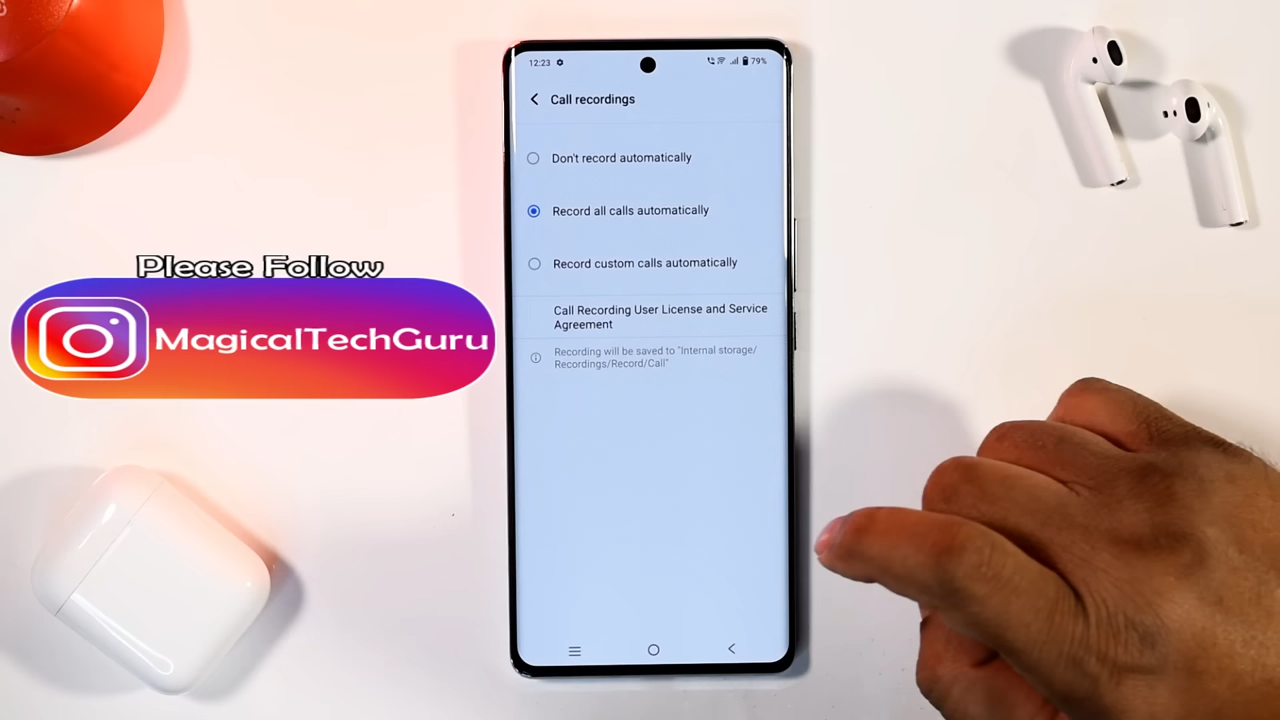 12:23
79%
Call recordings
Don't record automatically
Record all calls automatically
Record custom calls automatically
Call Recording User License and Service
Agreement
Recording will be saved to "Internal storage/
Recordings/Record/Call"
Please Follow
MagicalTechGuru